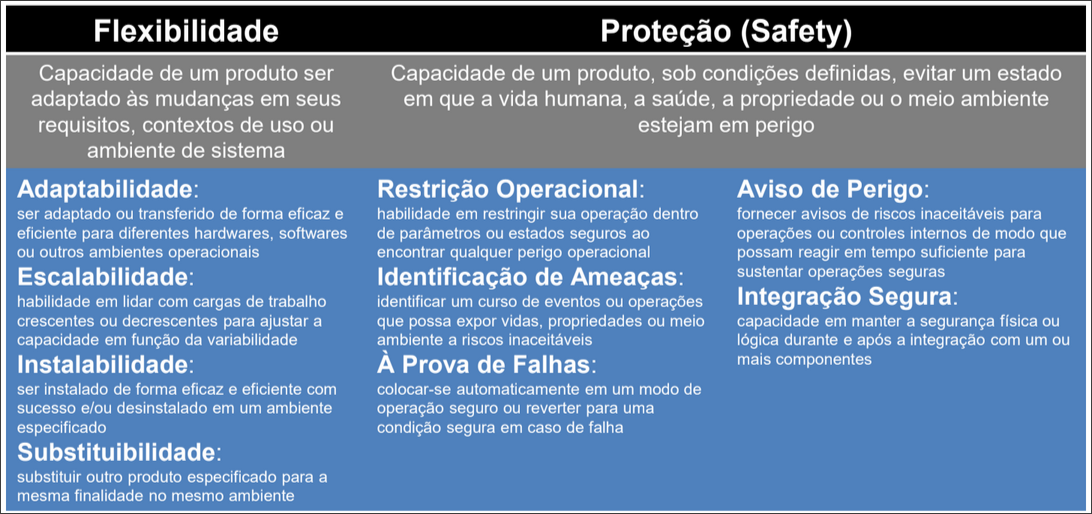 Flexibilidade
Proteção (Safety)
Capacidade de um produto ser
adaptado às mudanças em seus
requisitos, contextos de uso ou
ambiente de sistema
Capacidade de um produto, sob condições definidas, evitar um estado
em que a vida humana, a saúde, a propriedade ou o meio ambiente
estejam em perigo
Adaptabilidade:
ser adaptado ou transferido de forma eficaz e
eficiente para diferentes hardwares, softwares
ou outros ambientes operacionais
Escalabilidade:
habilidade em lidar com cargas de trabalho
crescentes ou decrescentes para ajustar a
capacidade em função da variabilidade
Instalabilidade:
ser instalado de forma eficaz e eficiente com
sucesso e/ou desinstalado em um ambiente
especificado
Substituibilidade:
substituir outro produto especificado para a
mesma finalidade no mesmo ambiente
Restrição Operacional:
habilidade em restringir sua operação dentro
de parâmetros ou estados seguros ao
encontrar qualquer perigo operacional
Identificação de Ameaças:
identificar um curso de eventos ou operações
que possa expor vidas, propriedades ou meio
ambiente a riscos inaceitáveis
À Prova de Falhas:
colocar-se automaticamente em um modo de
operação seguro ou reverter para uma
condição segura em caso de falha
Aviso de Perigo:
fornecer avisos de riscos inaceitáveis para
operações ou controles internos de modo que
possam reagir em tempo suficiente para
sustentar operações seguras
Integração Segura:
capacidade em manter a segurança física ou
lógica durante e após a integração com um ou
mais componentes